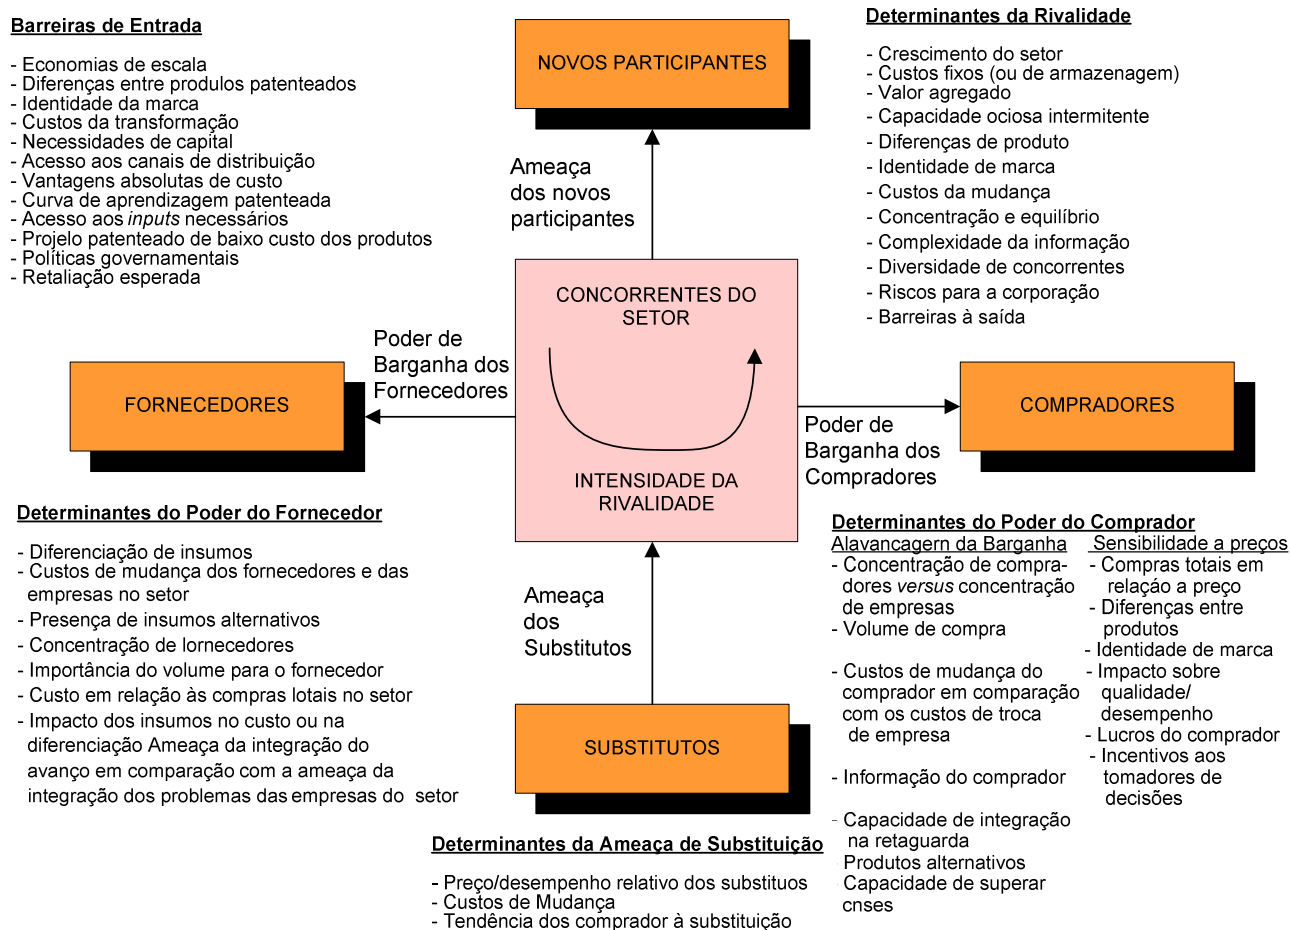 Barreiras de Entrada
- Economias de escala
- Diferenças entre produlos patenteados
- Identidade da marca
- Custos da transformação
- Necessidades de capital
- Acesso aos canais de distribuição
- Vantagens absolutas de custo
- Curva de aprendizagem patenteada
- Acesso aos inputs necessários
- Projelo patenteado de baixo custo dos produtos
- Políticas governamentais
- Retaliação esperada
NOVOS PARTICIPANTES
Determinantes da Rivalidade
- Crescimento do setor
- Custos fixos (ou de armazenagem)
- Valor agregado
- Capacidade ociosa intermitente
- Diferenças de produto
- Identidade de marca
- Custos da mudança
- Concentração e equilíbrio
- Complexidade da informação
- Diversidade de concorrentes
- Riscos para a corporação
- Barreiras à saída
Ameaça
dos novos
participantes
CONCORRENTES DO
SETOR
INTENSIDADE DA
RIVALIDADE
Poder de
Barganha dos
Fornecedores
FORNECEDORES
Poder de
Barganha dos
Compradores
COMPRADORES
Determinantes do Poder do Fornecedor
- Diferenciação de insumos
- Custos de mudança dos fornecedores e das
empresas no setor
- Presença de insumos alternativos
- Concentração de lornecedores
- Importância do volume para o fornecedor
- Custo em relação às compras lotais no setor
- Impacto dos insumos no custo ou na
diferenciação Ameaça da integração do
avanço em comparação com a ameaça da
integração dos problemas das empresas do setor
Ameaça
dos
Substitutos
SUBSTITUTOS
Determinantes da Ameaça de Substituição
- Preço/desempenho relativo dos substituos
- Custos de Mudança
- Tendência dos comprador à substituição
Determinantes do Poder do Comprador
Alavancagern da Barganha
- Concentração de compra-
dores versus concentração
de empresas
- Volume de compra
- Custos de mudança do
comprador em comparação
com os custos de troca
de empresa
- Informação do comprador
- Capacidade de integração
na retaguarda
Produtos alternativos
Capacidade de superar
cnses
Sensibilidade a preços
- Compras totais em
relaçáo a preço
- Diferenças entre
produtos
- Identidade de marca
- Impacto sobre
qualidade/
desempenho
- Lucros do comprador
- Incentivos aos
tomadores de
decisões